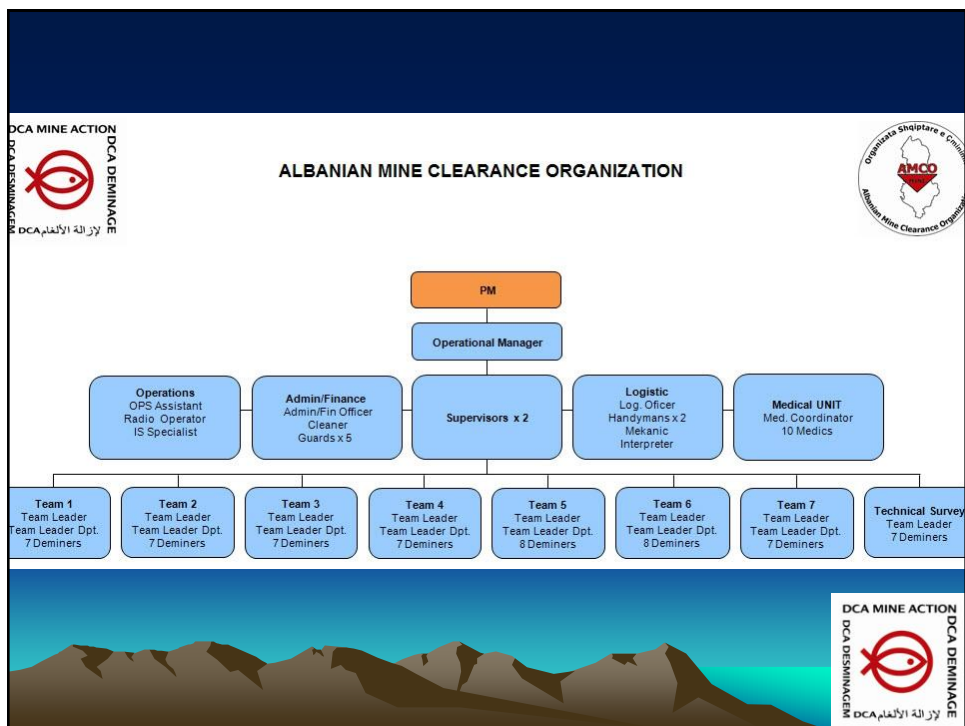 DCA MINE ACTION
DCA DEMINAGE
DCA DESMINAGEM
DCA لإزالة الألغام
ALBANIAN MINE CLEARANCE ORGANIZATION
Organizata Shqiptare e Çminimit
AMCO
Albanian Mine Clearance Organization
PM
Operational Manager
Operations
OPS Assistant
Radio Operator
IS Specialist
Admin/Finance
Admin/Fin Officer
Cleaner
Guards x 5
Supervisors x 2
Logistic
Log. Oficer
Handymans x 2
Mekanic
Interpreter
Medical UNIT
Med. Coordinator
10 Medics
Team 1
Team Leader
Team Leader Dpt.
7 Deminers
Team 2
Team Leader
Team Leader Dpt.
7 Deminers
Team 3
Team Leader
Team Leader Dpt.
7 Deminers
Team 4
Team Leader
Team Leader Dpt.
7 Deminers
Team 5
Team Leader
Team Leader Dpt.
8 Deminers
Team 6
Team Leader
Team Leader Dpt.
8 Deminers
Team 7
Team Leader
Team Leader Dpt.
7 Deminers
Technical Survey
Team Leader
7 Deminers
DCA MINE ACTION
DCA DEMINAGE
DCA DESMINAGEM
DCA لإزالة الألغام